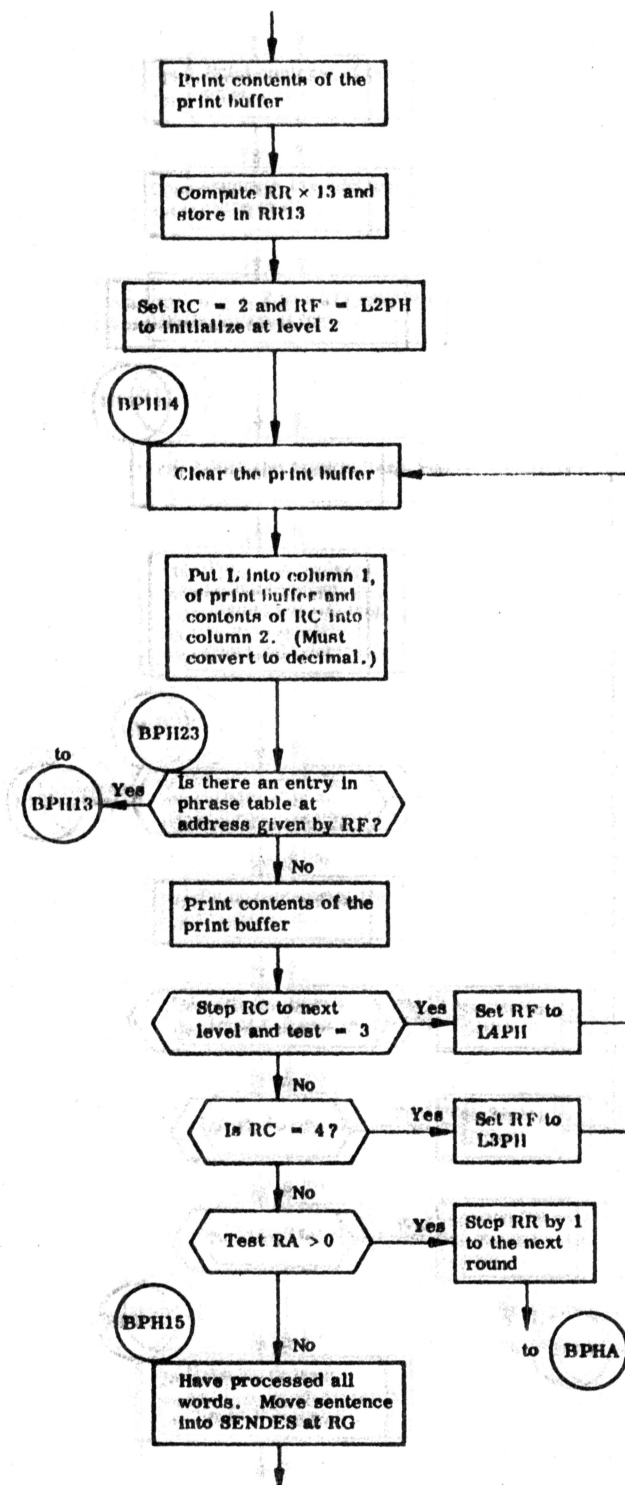 Print contents of the
print buffer
Compute RR × 13 and
store in RR13
Set RC = 2 and RF = L2PH
to initialize at level 2
BPH14
Clear the print buffer
Put L into column 1,
of print buffer and
contents of RC into
column 2. (Must
convert to decimal.)
BPH23
to
BPH13
Yes
Is there an entry in
phrase table at
address given by RF?
No
Print contents of the
print buffer
Step RC to next
level and test = 3
Yes
Set RF to
L4PH
No
Is RC = 4?
Yes
Set RF to
L3PH
No
Test RA > 0
Yes
Step RR by 1
to the next
round
BPH15
No
to
BPHA
Have processed all
words. Move sentence
into SENDES at RG